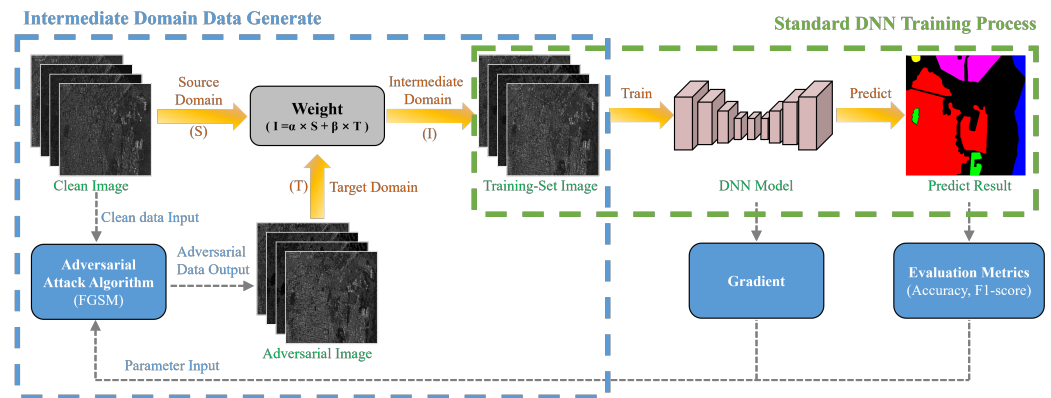 Intermediate Domain Data Generate
Standard DNN Training Process
Source
Domain
(S)
Weight
( I =α × S + β × T )
Intermediate
Domain
(I)
Train
Predict
Clean Image
(T)
Target Domain
Training-Set Image
DNN Model
Predict Result
Clean data Input
Adversarial
Attack Algorithm
(FGSM)
Adversarial
Data Output
Gradient
Evaluation Metrics
(Accuracy, F1-score)
Adversarial Image
Parameter Input